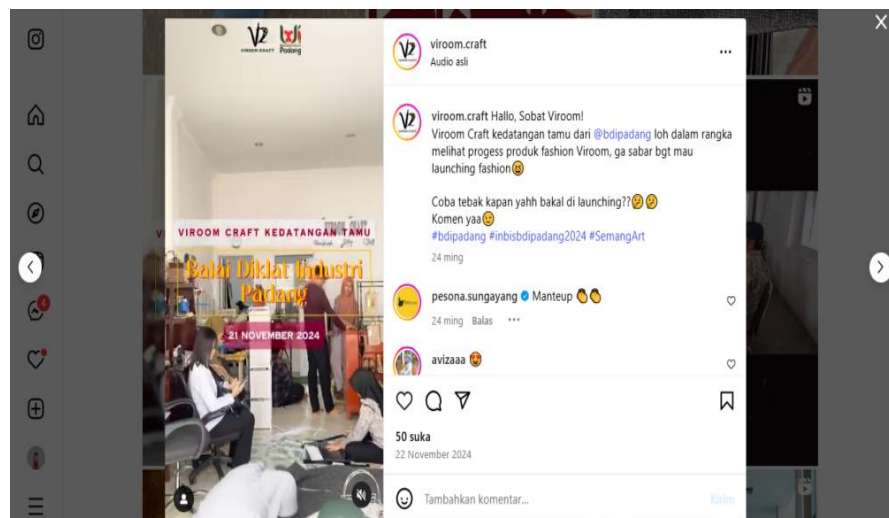 VIROOM.CRAFT
Padang
VIROOM CRAFT KEDATANGAN TAMU
Balai Diklat Industri
Padang
21 NOVEMBER 2024
viroom.craft
Audio asli
viroom.craft Hallo, Sobat Viroom!
Viroom Craft kedatangan tamu dari @bdipadang loh dalam rangka
melihat progess produk fashion Viroom, ga sabar bgt mau
launching fashion😆
Coba tebak kapan yahh bakal di launching??🤔🤔
Komen yaa😉
#bdipadang #inbisbdipadang2024 #SemangArt
24 ming
pesona.sungayang Manteup 👏👏
24 ming Balas
avizaaa 😍
50 suka
22 November 2024
Tambahkan komentar...
Kirim